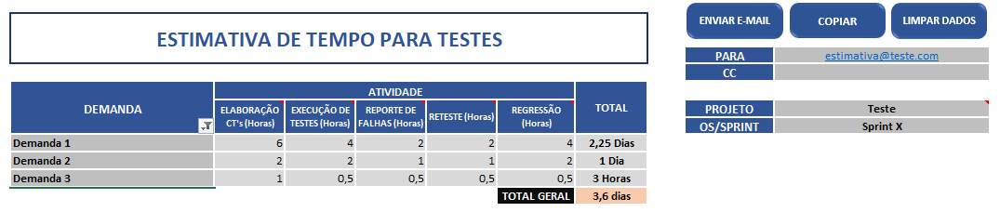 ESTIMATIVA DE TEMPO PARA TESTES
ENVIAR E-MAIL COPIAR LIMPAR DADOS
PARA estimativa@teste.com
CC
DEMANDA ATIVIDADE TOTAL
ELABORAÇÃO CT's (Horas) EXECUÇÃO DE TESTES (Horas) REPORTE DE FALHAS (Horas) RETESTE (Horas) REGRESSÃO (Horas)
PROJETO Teste
OS/SPRINT Sprint X
Demanda 1 6 4 2 2 4 2,25 Dias
Demanda 2 2 2 1 1 2 1 Dia
Demanda 3 1 0,5 0,5 0,5 0,5 3 Horas
TOTAL GERAL 3,6 dias